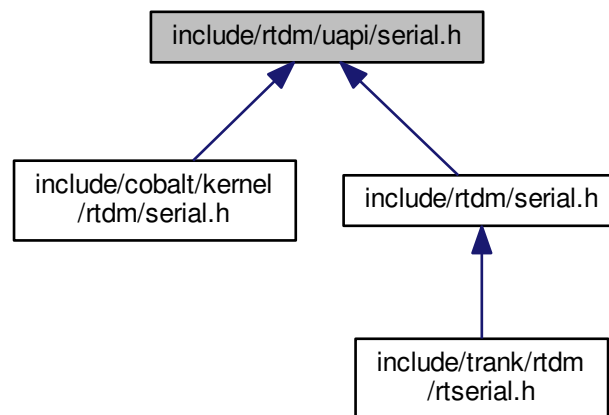 include/rtdm/uapi/serial.h
include/cobalt/kernel
/rtdm/serial.h
include/rtdm/serial.h
include/trank/rtdm
/rtserial.h